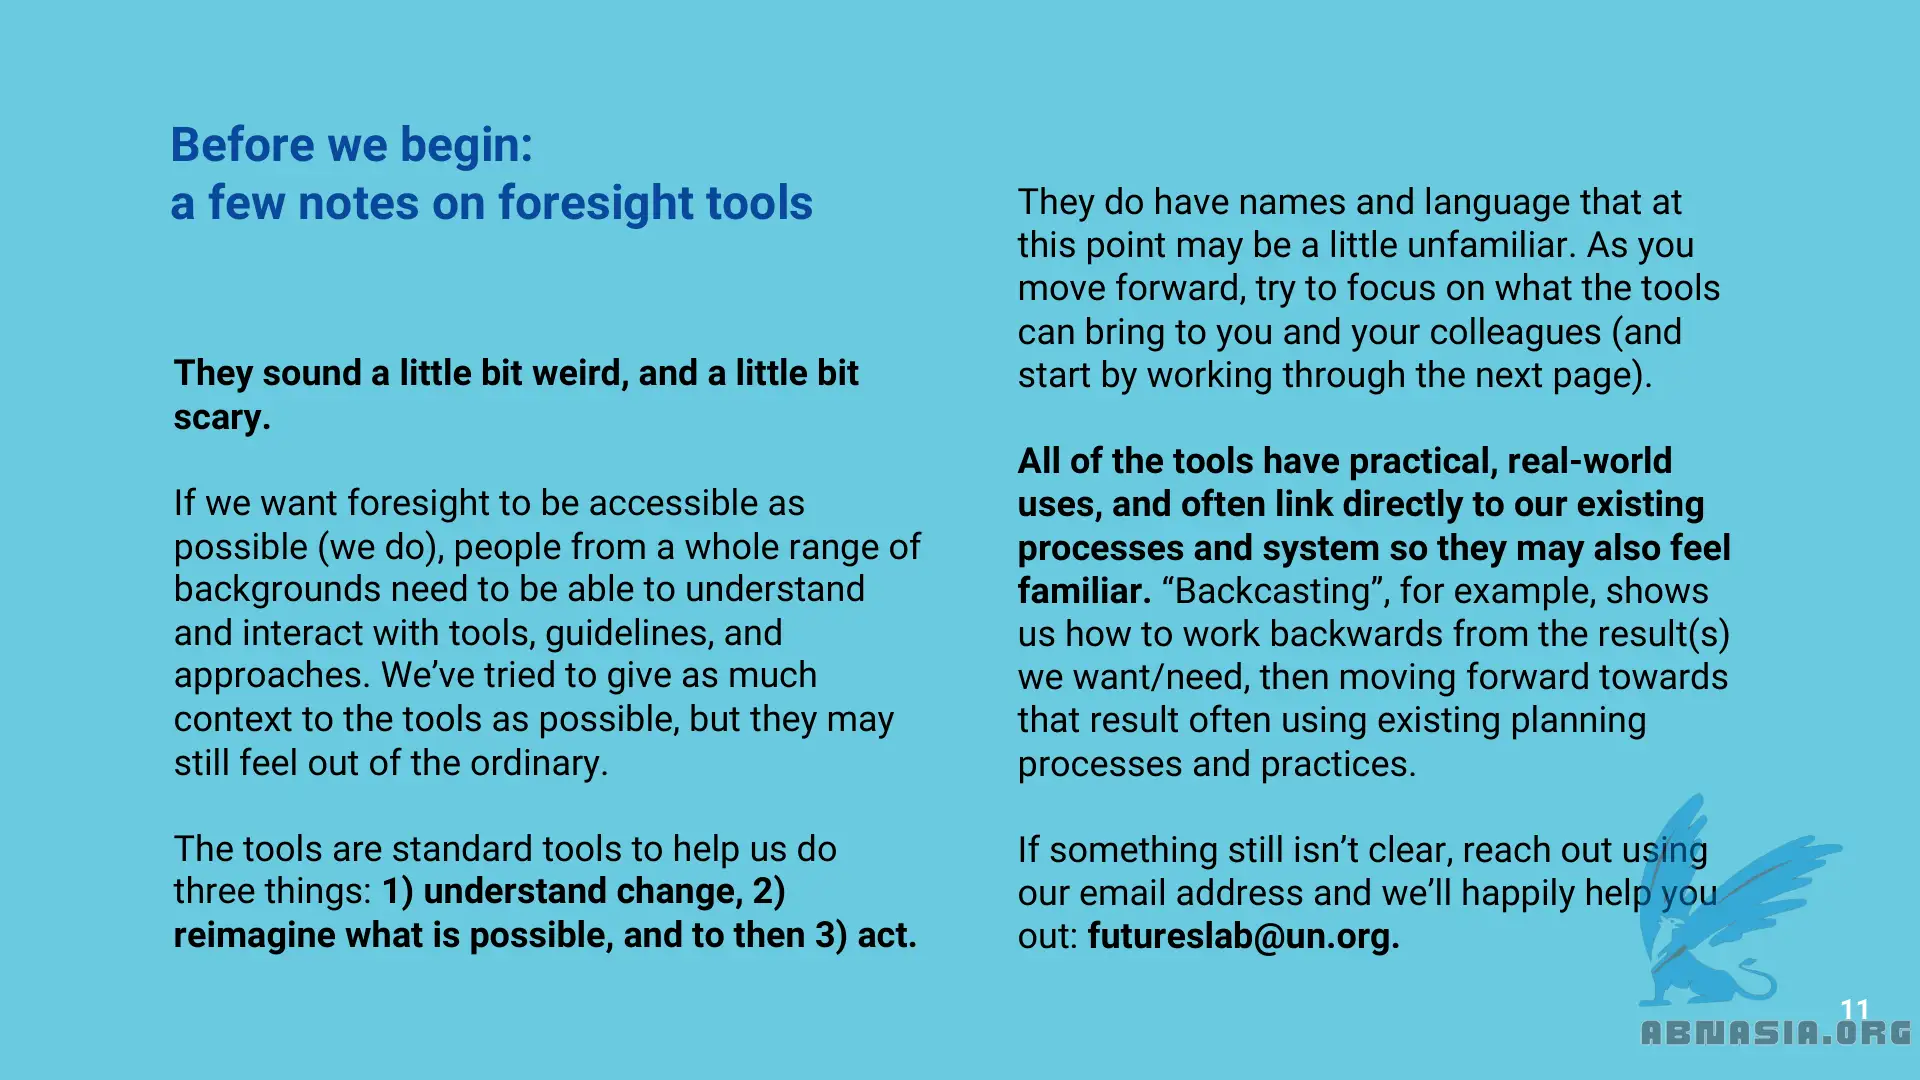 Before we begin:
a few notes on foresight tools
They sound a little bit weird, and a little bit
scary.
If we want foresight to be accessible as
possible (we do), people from a whole range of
backgrounds need to be able to understand
and interact with tools, guidelines, and
approaches. We’ve tried to give as much
context to the tools as possible, but they may
still feel out of the ordinary.
The tools are standard tools to help us do
three things: 1) understand change, 2)
reimagine what is possible, and to then 3) act.
They do have names and language that at
this point may be a little unfamiliar. As you
move forward, try to focus on what the tools
can bring to you and your colleagues (and
start by working through the next page).
All of the tools have practical, real-world
uses, and often link directly to our existing
processes and system so they may also feel
familiar. “Backcasting”, for example, shows
us how to work backwards from the result(s)
we want/need, then moving forward towards
that result often using existing planning
processes and practices.
If something still isn’t clear, reach out using
our email address and we’ll happily help you
out: futureslab@un.org.
11
ABNASIA.ORG